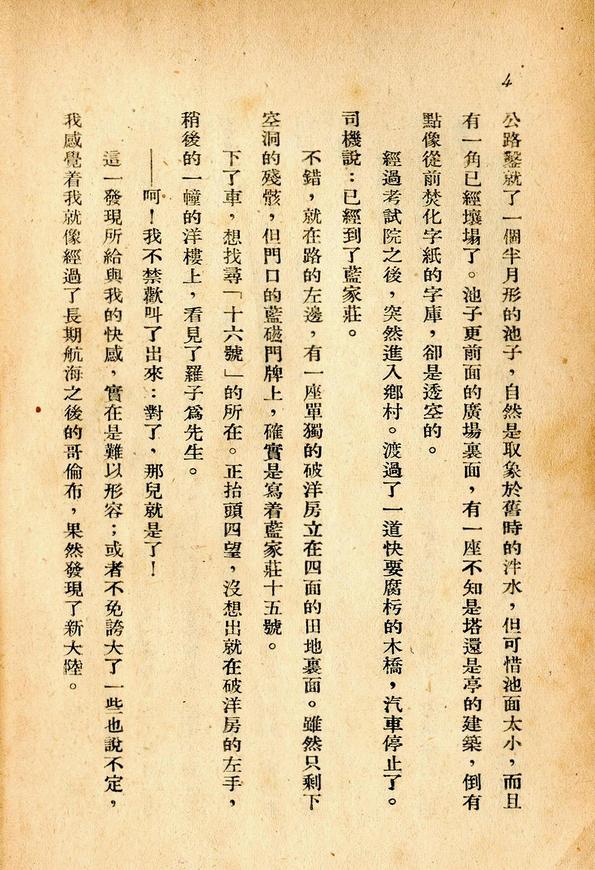 4
公路鑿就了一個半月形的池子，自然是取象於舊時的泮水，但可惜池面太小，而且
有一角已經壞塲了。池子更前面的廣場裏面，有一座不知是塔還是亭的建築，倒有
點像從前焚化字紙的字庫，卻是透空的。
經過考試院之後，突然進入鄉村。渡過了一道快要腐朽的木橋，汽車停止了。
司機說：已經到了藍家莊。
不錯，就在路的左邊，有一座單獨的破洋房立在四面的田地裏面。雖然只剩下
空洞的殘骸，但門口的藍磁門牌上，確實是寫着藍家莊十五號。
下了車，想找尋「十六號」的所在。正抬頭四望，沒想出就在破洋房的左手，
稍後的一幢的洋樓上，看見了羅子爲先生。
——呵！我不禁歡叫了出來：對了，那兒就是了！
這一發現所給與我的快感，實在是難以形容；或者不免誇大了一些也說不定，
我感覺着我就像經過了長期航海之後的哥倫布，果然發現了新大陸。